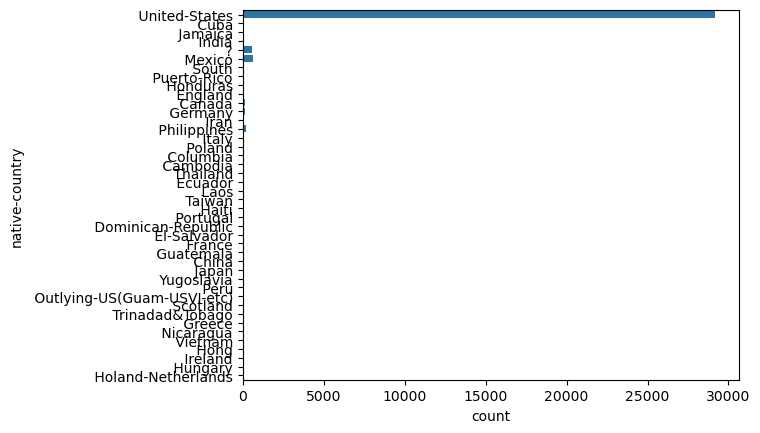 United-States
Cuba
Jamaica
India
?
Mexico
South
Puerto-Rico
Honduras
England
Canada
Germany
Iran
Philippines
Italy
Poland
Columbia
Cambodia
Thailand
Ecuador
Laos
Taiwan
Haiti
Portugal
Dominican-Republic
El-Salvador
France
Guatemala
China
Japan
Yugoslavia
Peru
Outlying-US(Guam-USVI-etc)
Scotland
Trinadad&Tobago
Greece
Nicaragua
Vietnam
Hong
Ireland
Hungary
Holand-Netherlands
native-country
0 5000 10000 15000 20000 25000 30000
count